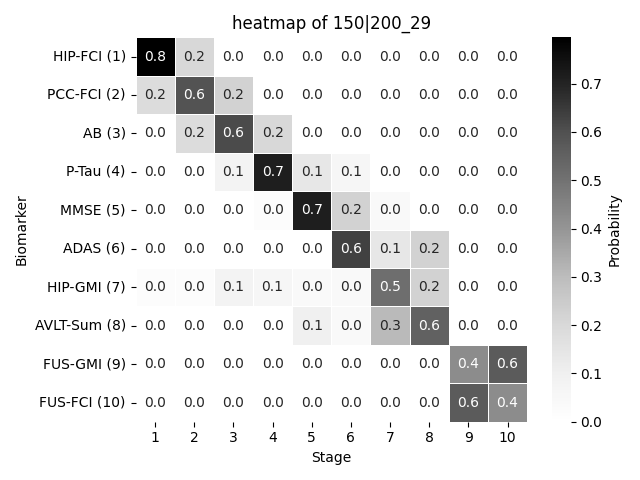 heatmap of 150|200_29
HIP-FCI (1) 0.8 0.2 0.0 0.0 0.0 0.0 0.0 0.0 0.0 0.0
PCC-FCI (2) 0.2 0.6 0.2 0.0 0.0 0.0 0.0 0.0 0.0 0.0
AB (3) 0.0 0.2 0.6 0.2 0.0 0.0 0.0 0.0 0.0 0.0
P-Tau (4) 0.0 0.0 0.1 0.7 0.1 0.1 0.0 0.0 0.0 0.0
MMSE (5) 0.0 0.0 0.0 0.0 0.7 0.2 0.0 0.0 0.0 0.0
ADAS (6) 0.0 0.0 0.0 0.0 0.0 0.6 0.1 0.2 0.0 0.0
HIP-GMI (7) 0.0 0.0 0.1 0.1 0.0 0.0 0.5 0.2 0.0 0.0
AVLT-Sum (8) 0.0 0.0 0.0 0.0 0.1 0.0 0.3 0.6 0.0 0.0
FUS-GMI (9) 0.0 0.0 0.0 0.0 0.0 0.0 0.0 0.0 0.4 0.6
FUS-FCI (10) 0.0 0.0 0.0 0.0 0.0 0.0 0.0 0.0 0.6 0.4
1 2 3 4 5 6 7 8 9 10
Stage
Biomarker
0.7
0.6
0.5
0.4
0.3
0.2
0.1
0.0
Probability